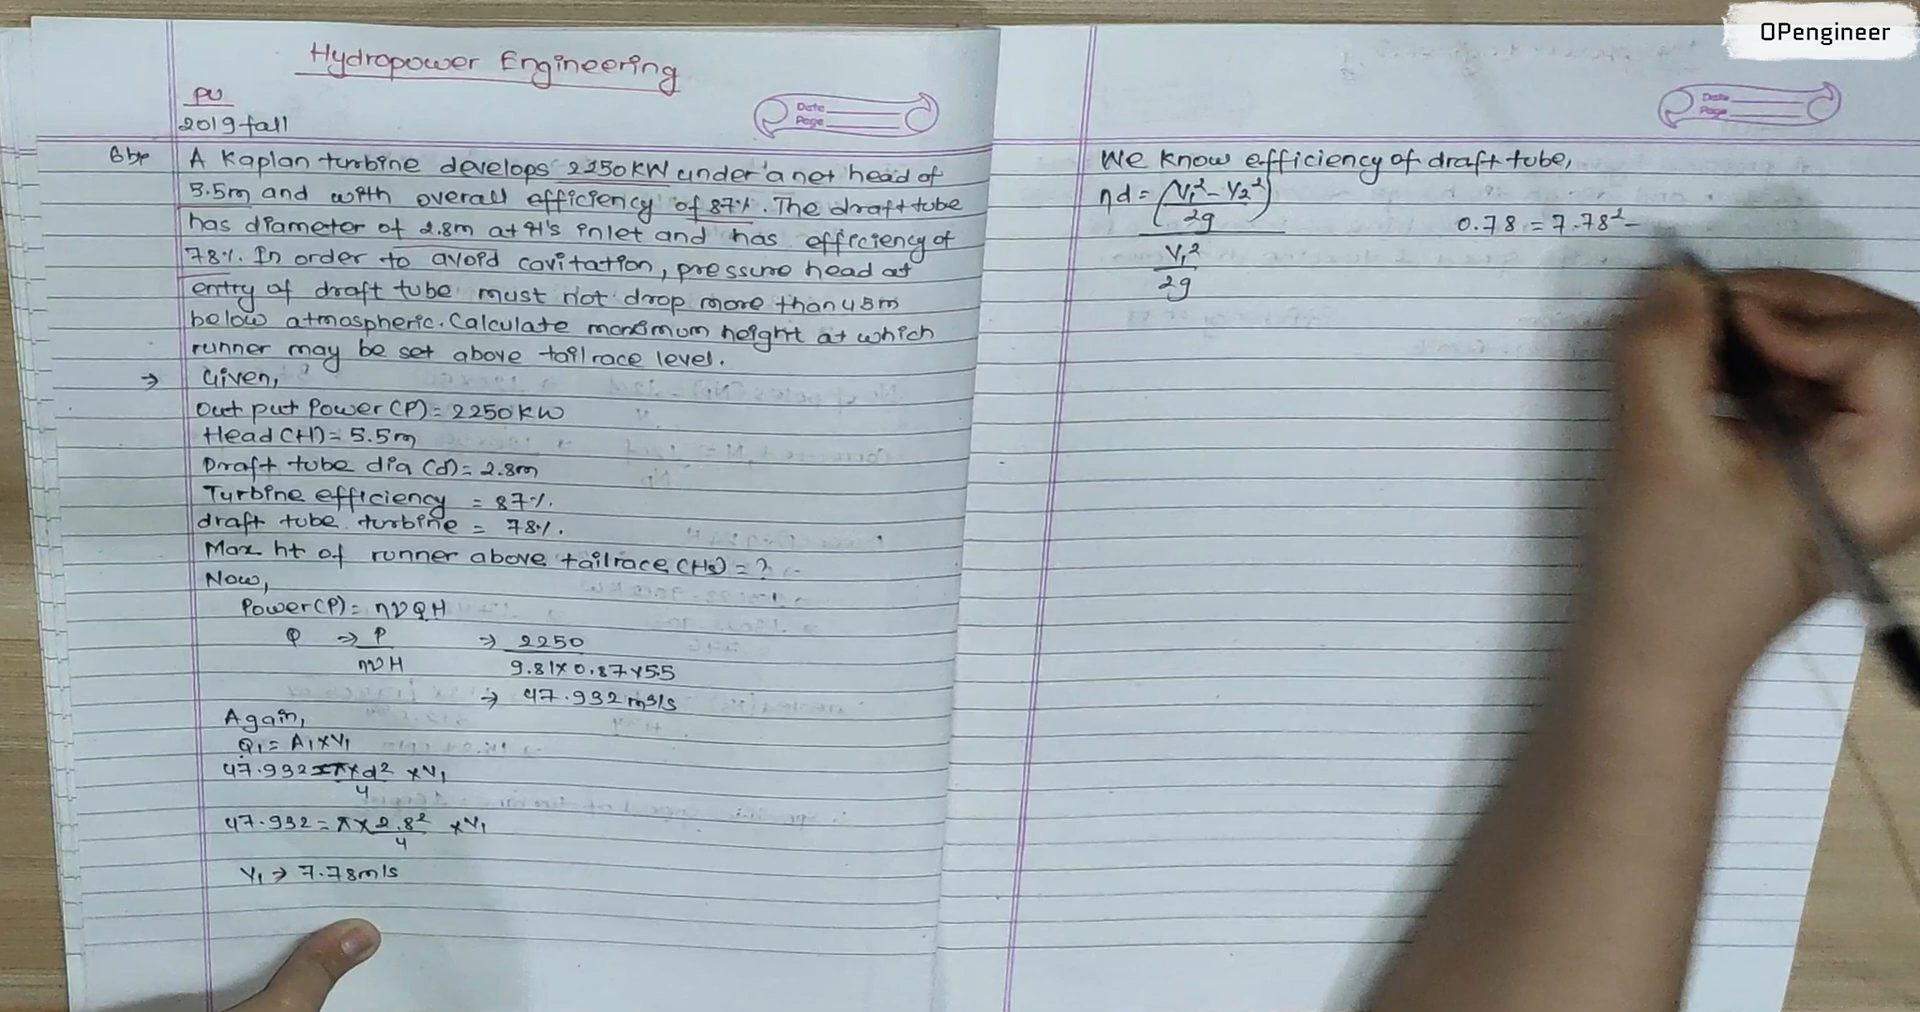 OPengineer
Hydropower Engineering
PU
2019 fall
Date
Page
6b*
A Kaplan turbine develops 2250KW under a net head of
5.5m and with overall efficiency of 87%. The draft tube
has diameter of 2.8m at it's inlet and has efficiency of
78%. In order to avoid cavitation, pressure head at
entry of draft tube must not drop more than 4.5m
below atmospheric. Calculate maximum height at which
runner may be set above tailrace level.
→ Given,
Out put Power (P) = 2250KW
Head (H) = 5.5m
Draft tube dia (d) = 2.8m
Turbine efficiency = 87%.
draft tube turbine = 78%.
Max ht of runner above tailrace (Hs) = ?
Now,
Power (P) = ηγQH
Q → P → 2250
ηγH 9.81×0.87×5.5
→ 47.932 m³/s
Again,
Q1 = A1×V1
47.932 = π×d² × V1
4
47.932 = π×2.8² × V1
4
V1 → 7.78m/s
Date
Page
We know efficiency of draft tube,
ηd = (V1² - V2²)
2g
0.78 = 7.78² -
V1²
2g